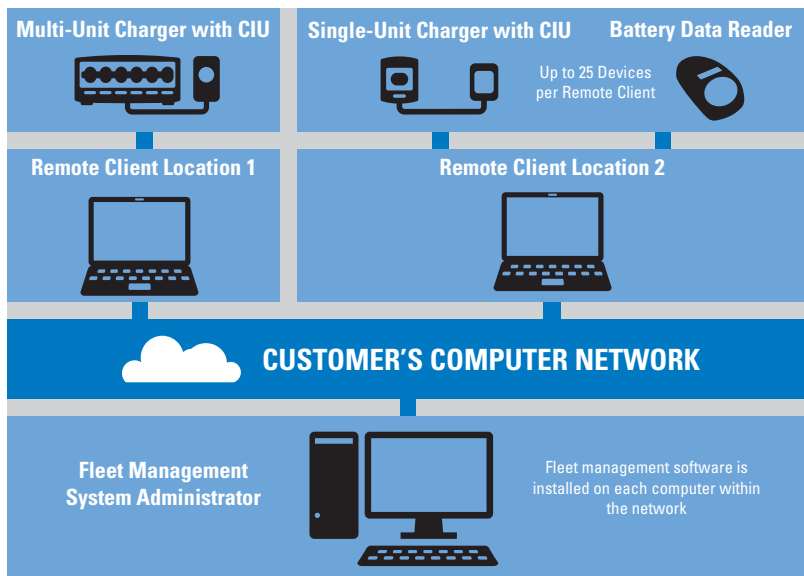 Multi-Unit Charger with CIU
Single-Unit Charger with CIU
Battery Data Reader
Up to 25 Devices
per Remote Client
Remote Client Location 1
Remote Client Location 2
CUSTOMER'S COMPUTER NETWORK
Fleet Management
System Administrator
Fleet management software is
installed on each computer within
the network